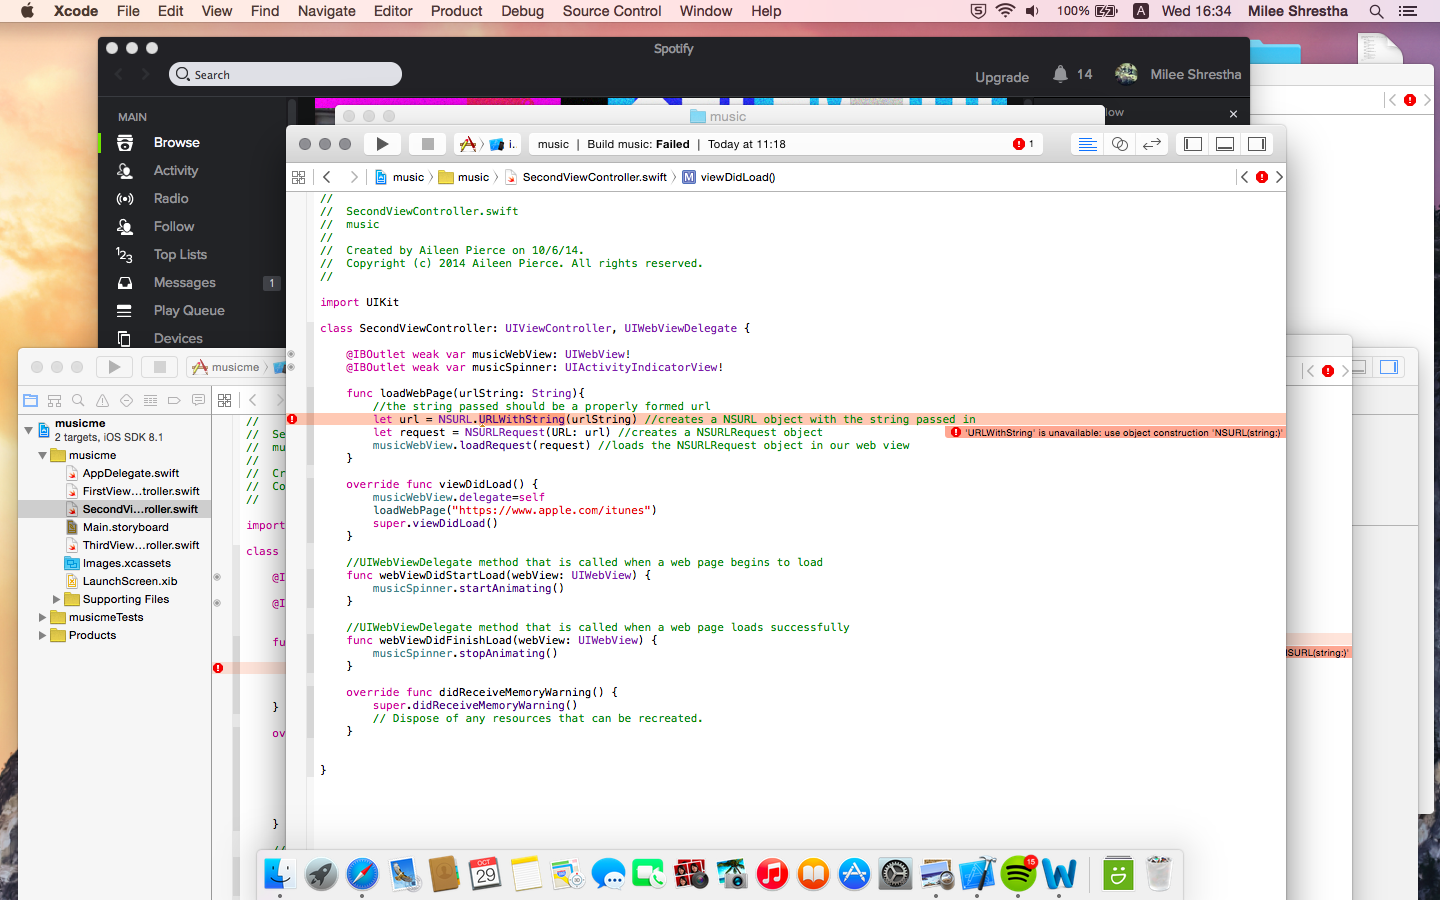 Xcode File Edit View Find Navigate Editor Product Debug Source Control Window Help 5 100% A Wed 16:34 Milee Shrestha
Spotify
Search
Upgrade 14 Milee Shrestha
MAIN
Browse
Activity
Radio
Follow
Top Lists
Messages 1
Play Queue
Devices
music
low
music | Build music: Failed | Today at 11:18 1
i.
music music SecondViewController.swift M viewDidLoad()
//
// SecondViewController.swift
// music
//
// Created by Aileen Pierce on 10/6/14.
// Copyright (c) 2014 Aileen Pierce. All rights reserved.
//
import UIKit
class SecondViewController: UIViewController, UIWebViewDelegate {
@IBOutlet weak var musicWebView: UIWebView!
@IBOutlet weak var musicSpinner: UIActivityIndicatorView!
func loadWebPage(urlString: String){
//the string passed should be a properly formed url
let url = NSURL.URLWithString(urlString) //creates a NSURL object with the string passed in
let request = NSURLRequest(URL: url) //creates a NSURLRequest object
'URLWithString' is unavailable: use object construction 'NSURL(string:)'
musicWebView.loadRequest(request) //loads the NSURLRequest object in our web view
}
override func viewDidLoad() {
musicWebView.delegate=self
loadWebPage("https://www.apple.com/itunes")
super.viewDidLoad()
}
//UIWebViewDelegate method that is called when a web page begins to load
func webViewDidStartLoad(webView: UIWebView) {
musicSpinner.startAnimating()
}
//UIWebViewDelegate method that is called when a web page loads successfully
func webViewDidFinishLoad(webView: UIWebView) {
musicSpinner.stopAnimating()
}
override func didReceiveMemoryWarning() {
super.didReceiveMemoryWarning()
// Dispose of any resources that can be recreated.
}
}
musicme
musicme
2 targets, iOS SDK 8.1
musicme
AppDelegate.swift
FirstView...troller.swift
SecondVi...roller.swift
Main.storyboard
ThirdView...roller.swift
Images.xcassets
LaunchScreen.xib
Supporting Files
musicmeTests
Products
//
// Se
// mu
//
// Cr
// Co
//
import
class
@I
@I
fu
}
ov
}
//
NSURL(string:)'
OCT
29
15